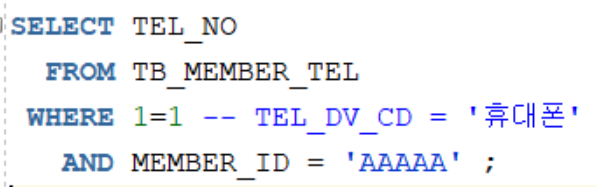 SELECT TEL_NO
FROM TB_MEMBER_TEL
WHERE 1=1 -- TEL_DV_CD = '휴대폰'
AND MEMBER_ID = 'AAAAA' ;